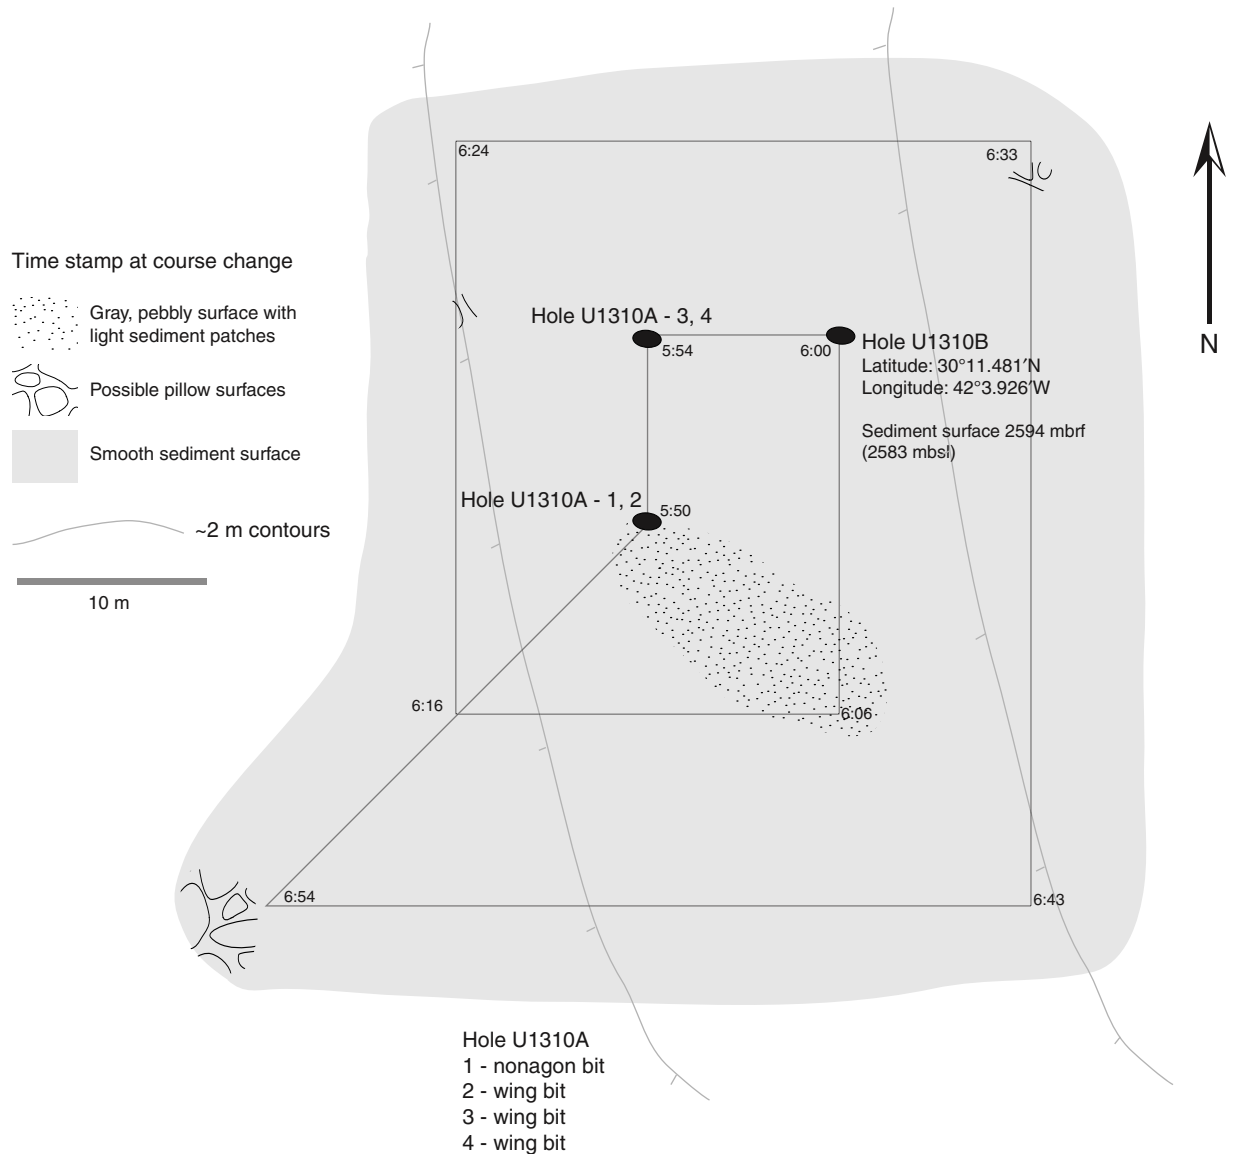 6:24
6:33
Time stamp at course change
Gray, pebbly surface with
light sediment patches
Possible pillow surfaces
Smooth sediment surface
~2 m contours
10 m
N
Hole U1310A - 3, 4
5:54
6:00
Hole U1310B
Latitude: 30°11.481′N
Longitude: 42°3.926′W
Sediment surface 2594 mbrf
(2583 mbsl)
Hole U1310A - 1, 2
5:50
6:16
6:06
6:54
6:43
Hole U1310A
1 - nonagon bit
2 - wing bit
3 - wing bit
4 - wing bit